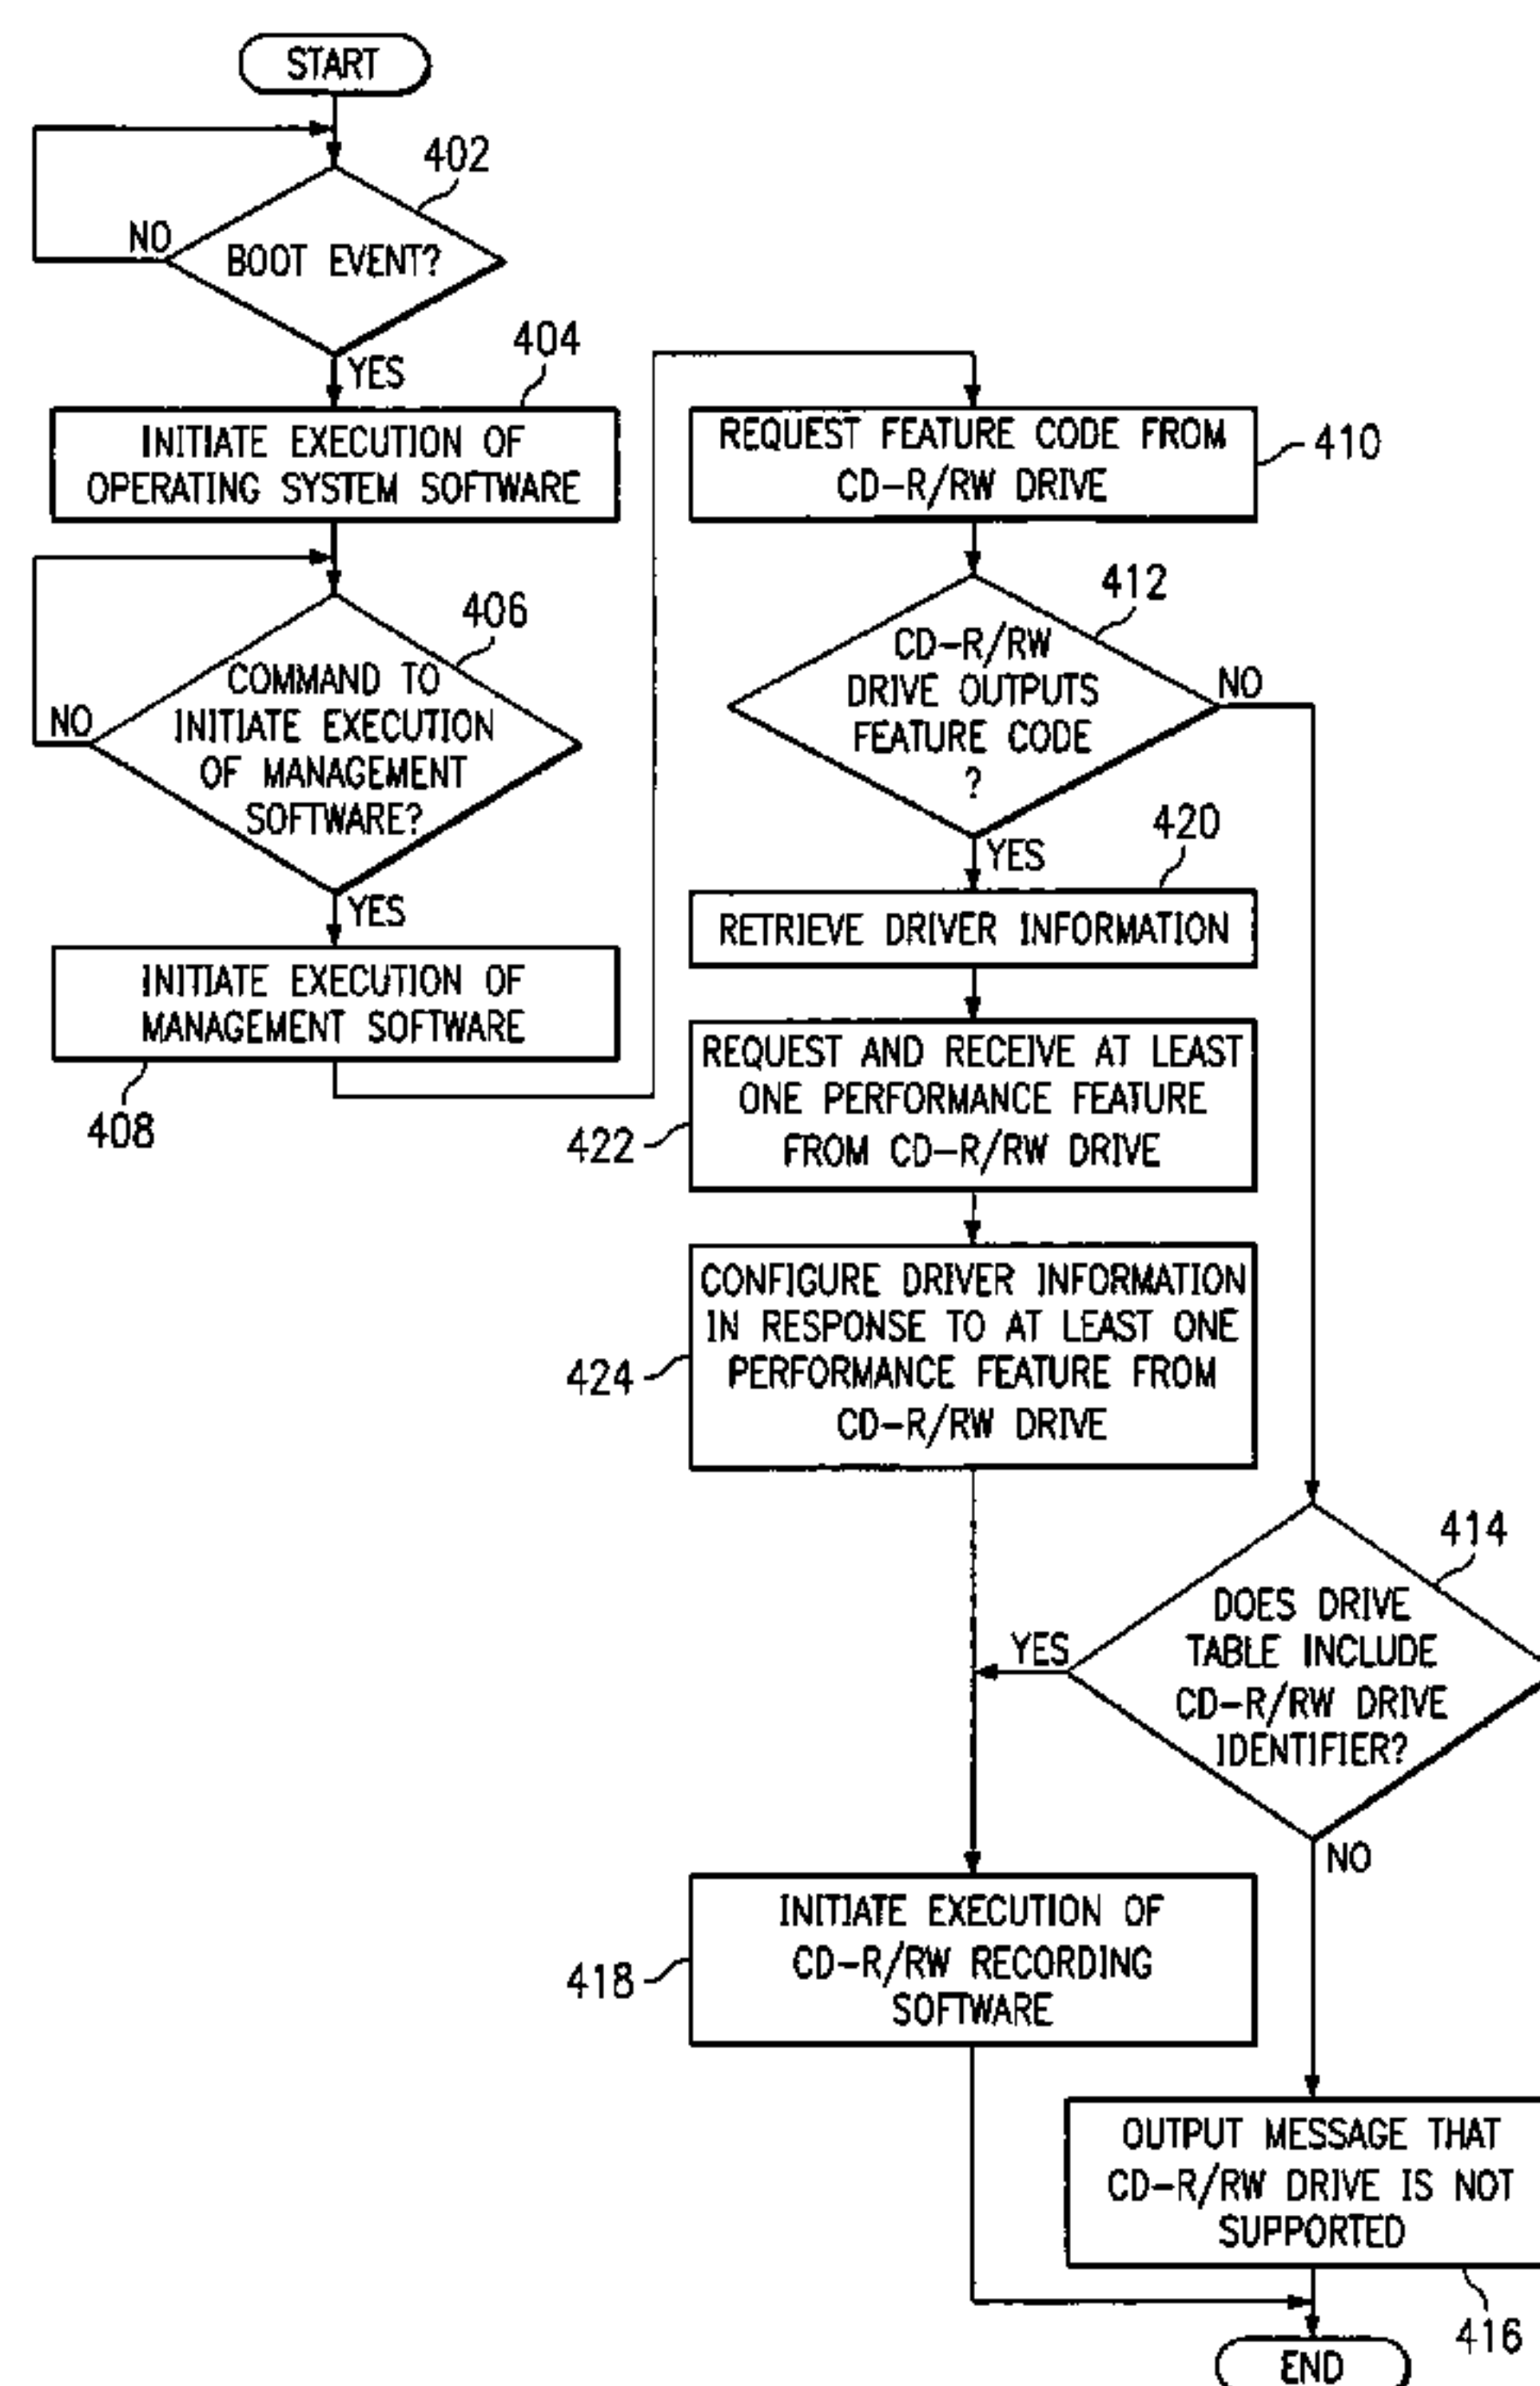 START
402
NO
BOOT EVENT?
YES
404
INITIATE EXECUTION OF
OPERATING SYSTEM SOFTWARE
406
NO
COMMAND TO
INITIATE EXECUTION
OF MANAGEMENT
SOFTWARE?
YES
INITIATE EXECUTION OF
MANAGEMENT SOFTWARE
408
REQUEST FEATURE CODE FROM
CD-R/RW DRIVE
410
412
CD-R/RW
DRIVE OUTPUTS
FEATURE CODE
?
NO
YES
420
RETRIEVE DRIVER INFORMATION
REQUEST AND RECEIVE AT LEAST
ONE PERFORMANCE FEATURE
FROM CD-R/RW DRIVE
422
CONFIGURE DRIVER INFORMATION
IN RESPONSE TO AT LEAST ONE
PERFORMANCE FEATURE FROM
CD-R/RW DRIVE
424
414
DOES DRIVE
TABLE INCLUDE
CD-R/RW DRIVE
IDENTIFIER?
YES
NO
INITIATE EXECUTION OF
CD-R/RW RECORDING
SOFTWARE
418
OUTPUT MESSAGE THAT
CD-R/RW DRIVE IS NOT
SUPPORTED
416
END